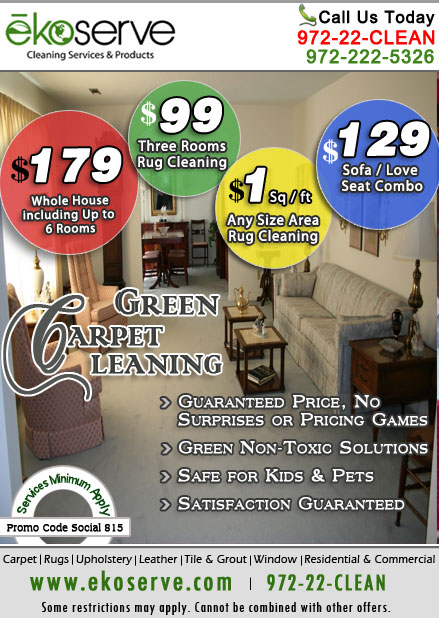 ēkoserve
Cleaning Services & Products
Call Us Today
972-22-CLEAN
972-222-5326
$99
Three Rooms
Rug Cleaning
$179
Whole House
including Up to
6 Rooms
$1 Sq / ft
Any Size Area
Rug Cleaning
$129
Sofa / Love
Seat Combo
Green
Carpet
Cleaning
> Guaranteed Price, No
Surprises or Pricing Games
> Green Non-Toxic Solutions
> Safe for Kids & Pets
> Satisfaction Guaranteed
Services Minimum Apply
Promo Code Social 815
Carpet | Rugs | Upholstery | Leather | Tile & Grout | Window | Residential & Commercial
www.ekoserve.com | 972-22-CLEAN
Some restrictions may apply. Cannot be combined with other offers.